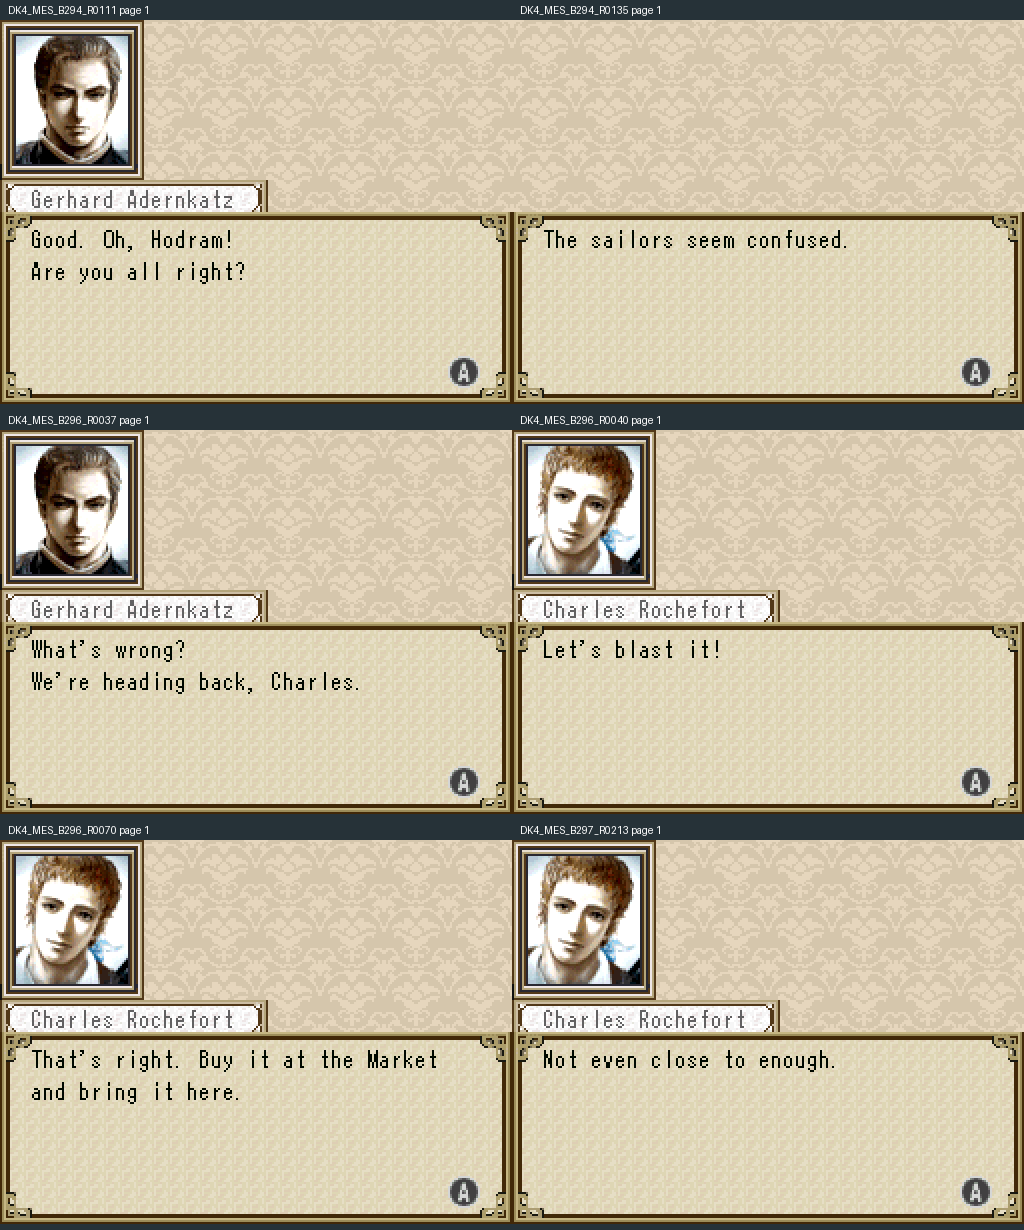 DK4_MES_B294_R0111 page 1
DK4_MES_B294_R0135 page 1
Gerhard Adernkatz
Good. Oh, Hodram!
Are you all right?
A
The sailors seem confused.
A
DK4_MES_B296_R0037 page 1
DK4_MES_B296_R0040 page 1
Gerhard Adernkatz
What's wrong?
We're heading back, Charles.
A
Charles Rochefort
Let's blast it!
A
DK4_MES_B296_R0070 page 1
DK4_MES_B297_R0213 page 1
Charles Rochefort
That's right. Buy it at the Market
and bring it here.
A
Charles Rochefort
Not even close to enough.
A